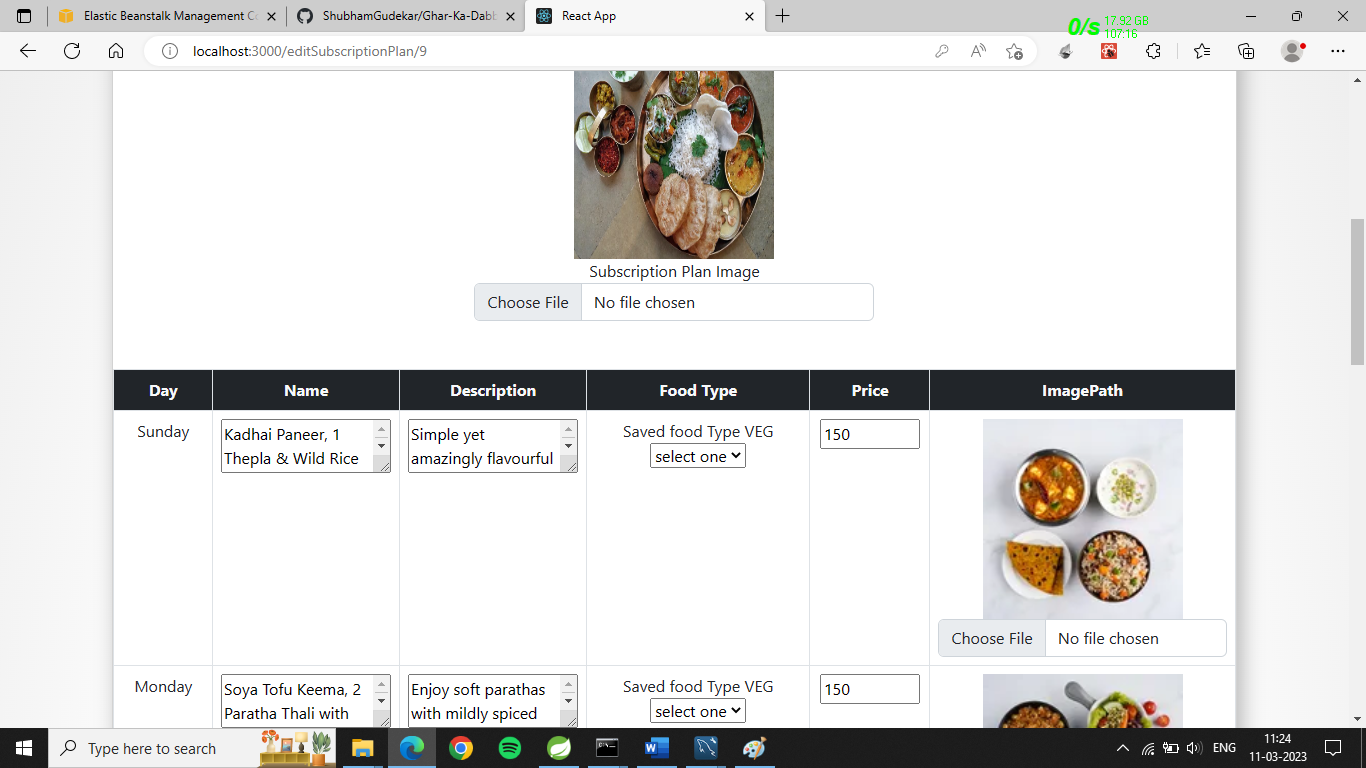 Elastic Beanstalk Management Co
ShubhamGudekar/Ghar-Ka-Dabb
React App
0/s 17.92 GB
107:16
localhost:3000/editSubscriptionPlan/9
Subscription Plan Image
Choose File No file chosen
Day Name Description Food Type Price ImagePath
Sunday
Kadhai Paneer, 1
Thepla & Wild Rice
Simple yet
amazingly flavourful
Saved food Type VEG
select one
150
Choose File No file chosen
Monday
Soya Tofu Keema, 2
Paratha Thali with
Enjoy soft parathas
with mildly spiced
Saved food Type VEG
select one
150
Type here to search
ENG
11:24
11-03-2023